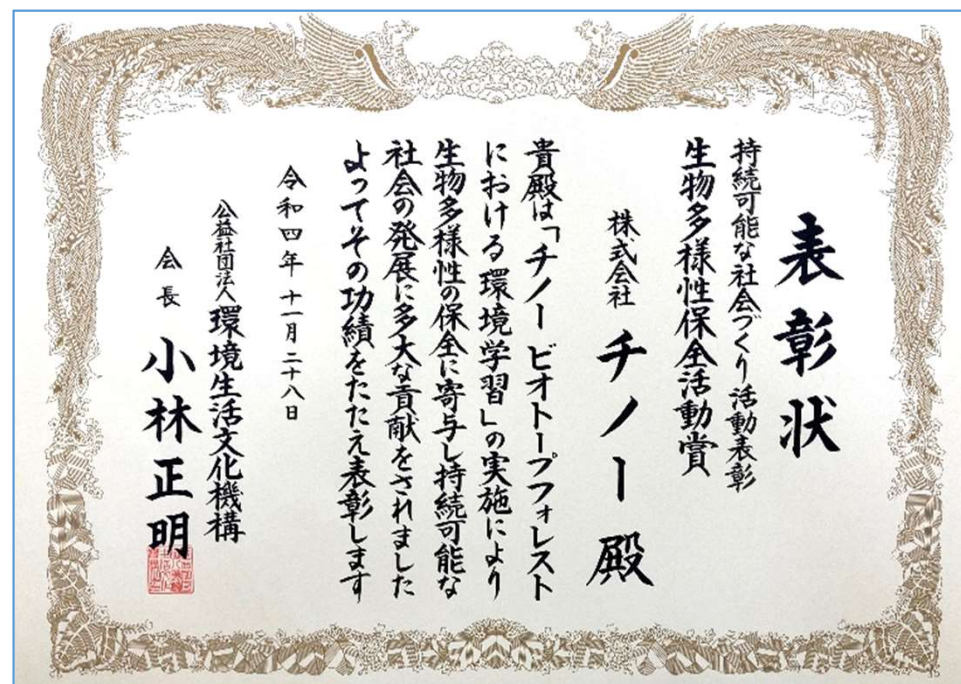 表彰状
持続可能な社会づくり活動表彰
生物多様性保全活動賞
株式会社 チノー 殿
貴殿は「チノー ビオトープフォレスト
における環境学習」の実施により
生物多様性の保全に寄与し持続可能な
社会の発展に多大な貢献をされました
よってその功績をたたえ表彰します
令和四年 十一月二十八日
公益社団法人 環境生活文化機構
会長 小林正明